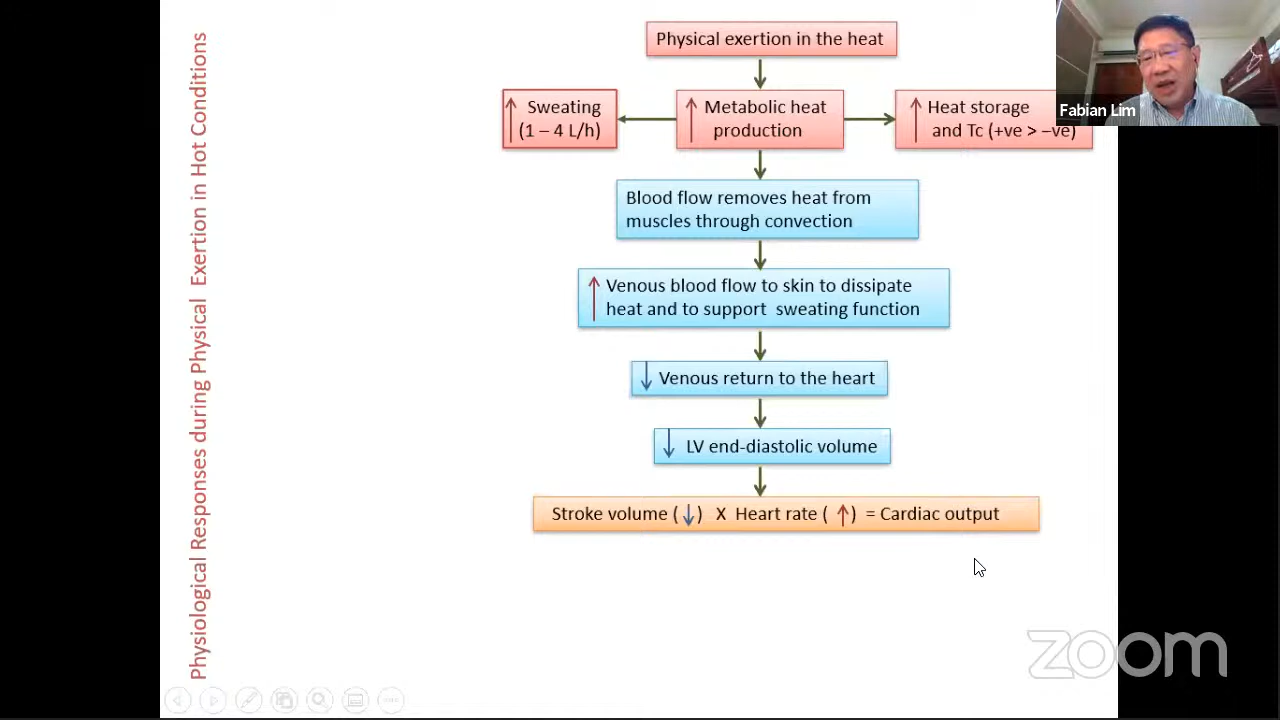 Physiological Responses during Physical Exertion in Hot Conditions
Physical exertion in the heat
Fabian Lim
↑ Sweating
(1 – 4 L/h)
↑ Metabolic heat
production
↑ Heat storage
and Tc (+ve > –ve)
Blood flow removes heat from
muscles through convection
↑ Venous blood flow to skin to dissipate
heat and to support sweating function
↓ Venous return to the heart
↓ LV end-diastolic volume
Stroke volume (↓) X Heart rate ( ↑) = Cardiac output
zoom